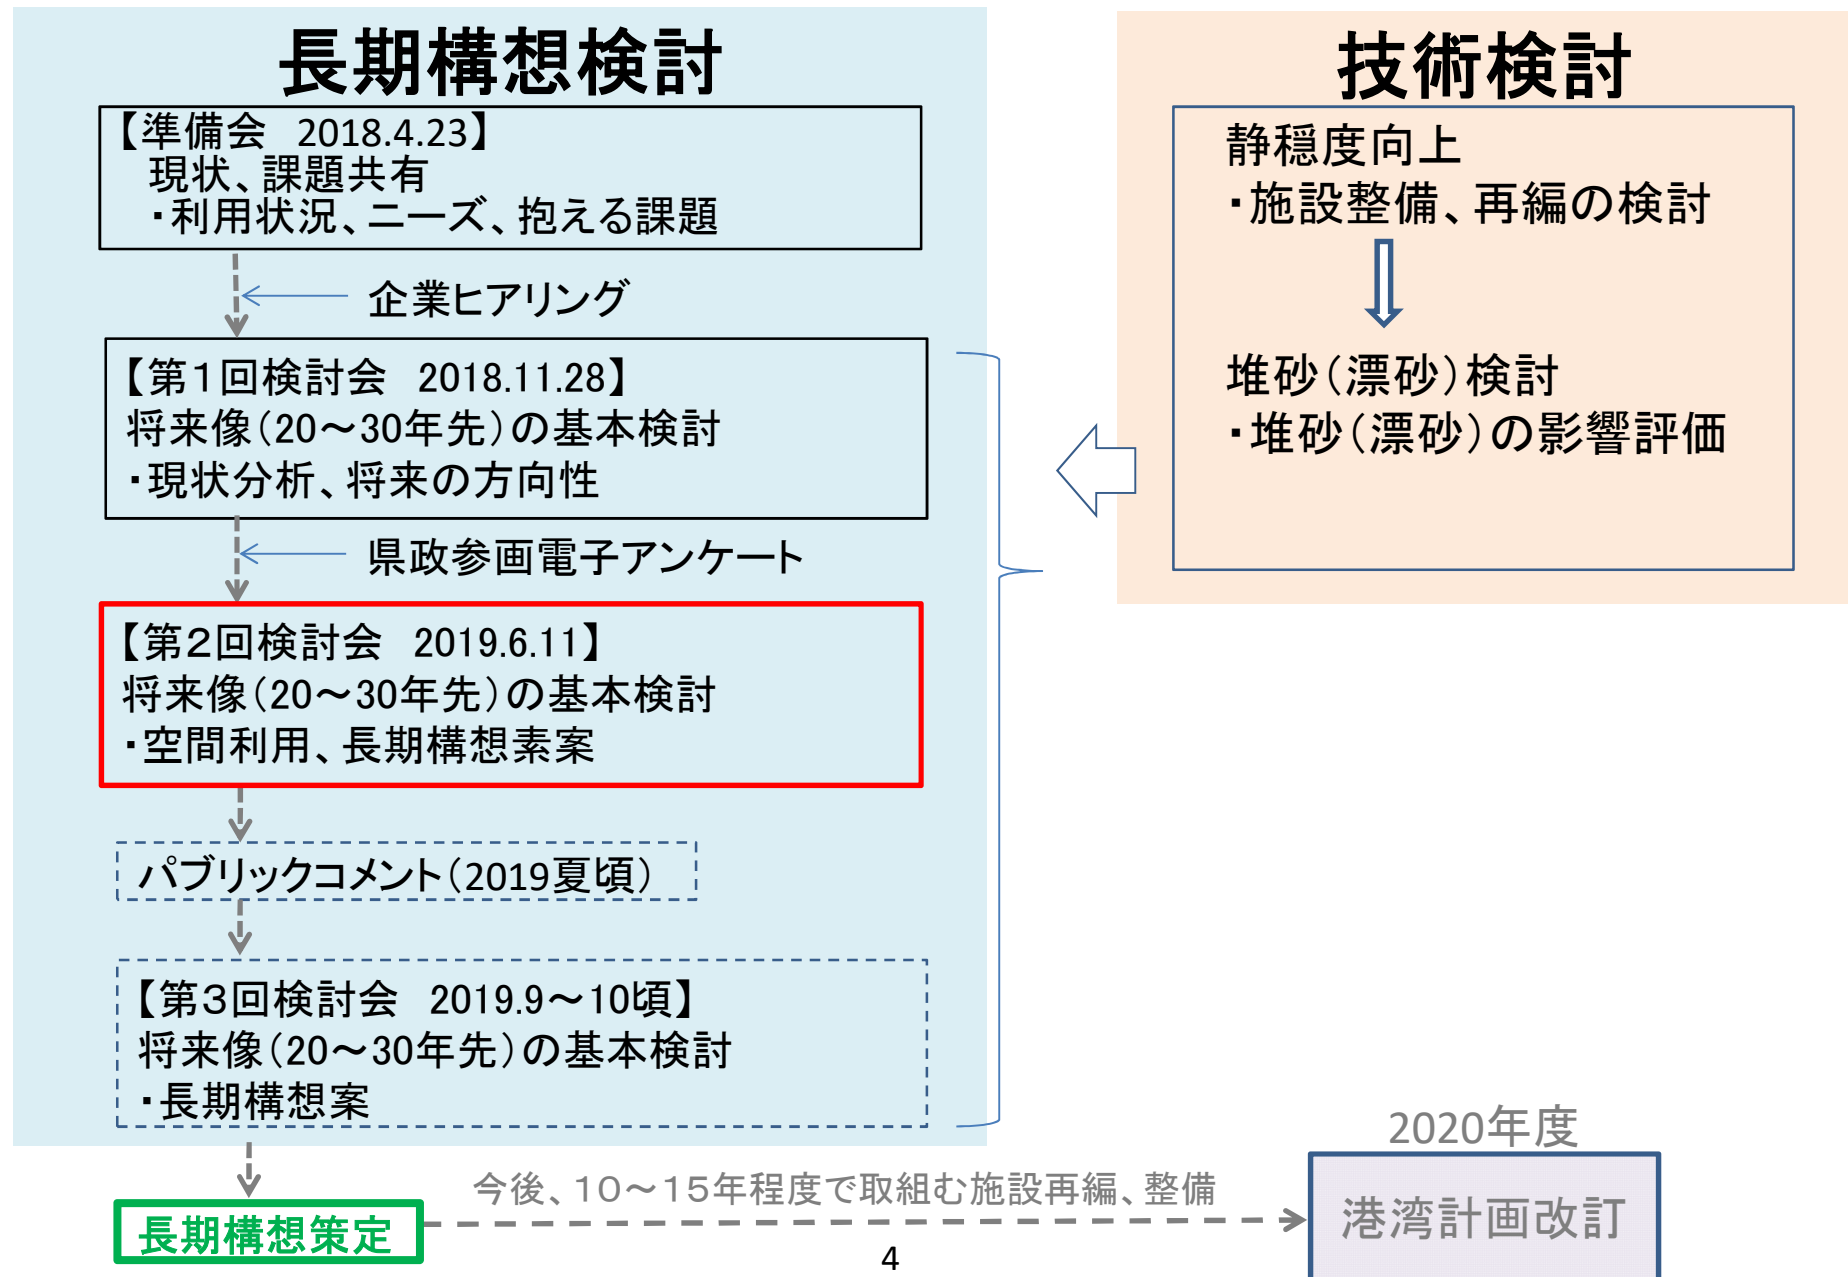 長期構想検討
【準備会　2018.4.23】
現状、課題共有
・利用状況、ニーズ、抱える課題
企業ヒアリング
【第１回検討会　2018.11.28】
将来像（20～30年先）の基本検討
・現状分析、将来の方向性
県政参画電子アンケート
【第２回検討会　2019.6.11】
将来像（20～30年先）の基本検討
・空間利用、長期構想素案
パブリックコメント（2019夏頃）
【第３回検討会　2019.9～10頃】
将来像（20～30年先）の基本検討
・長期構想案
長期構想策定
技術検討
静穏度向上
・施設整備、再編の検討
堆砂（漂砂）検討
・堆砂（漂砂）の影響評価
今後、１０～１５年程度で取組む施設再編、整備
2020年度
港湾計画改訂
4